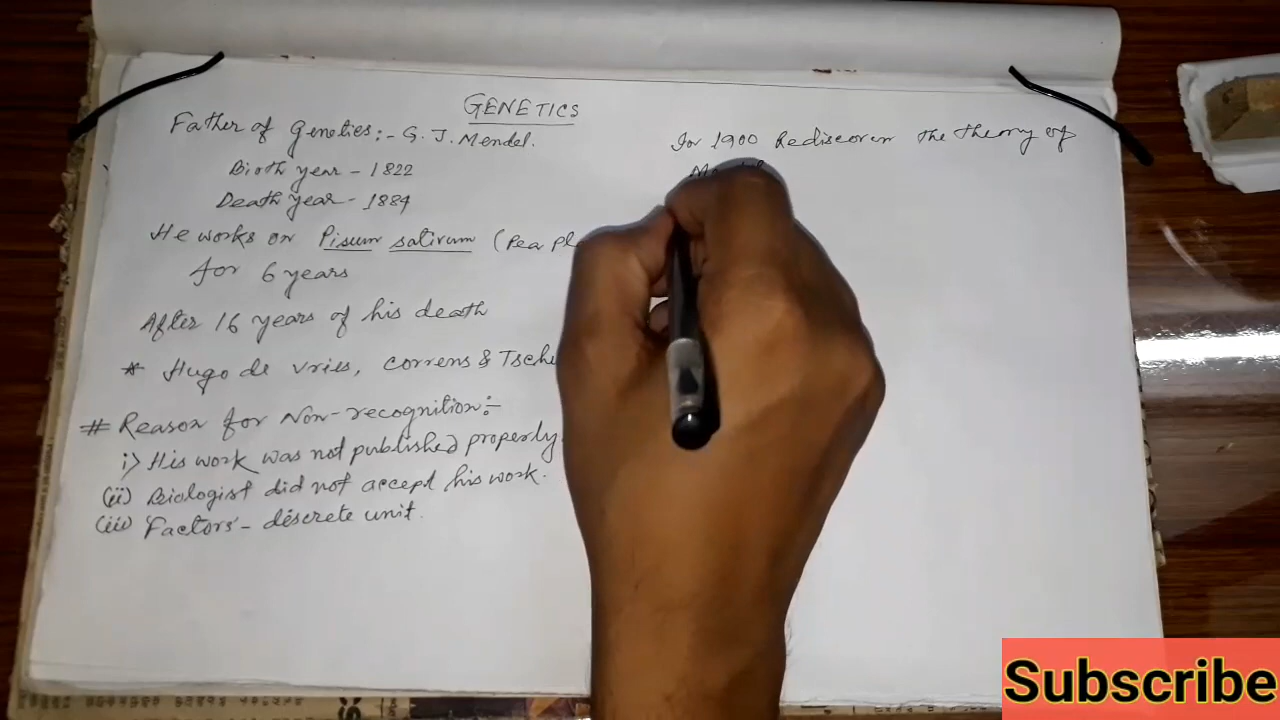 GENETICS
Father of Genetics:- G. J. Mendel.
Birth year - 1822
Death year - 1884
He works on Pisum sativum (Pea
for 6 years
After 16 years of his death
* Hugo de Vries, Correns &
# Reason for Non-recognition:-
i) His work was not published properly
(ii) Biologist did not accept his work.
(iii) Factors - discrete unit.
In 1900 Rediscover the theory of
Subscribe